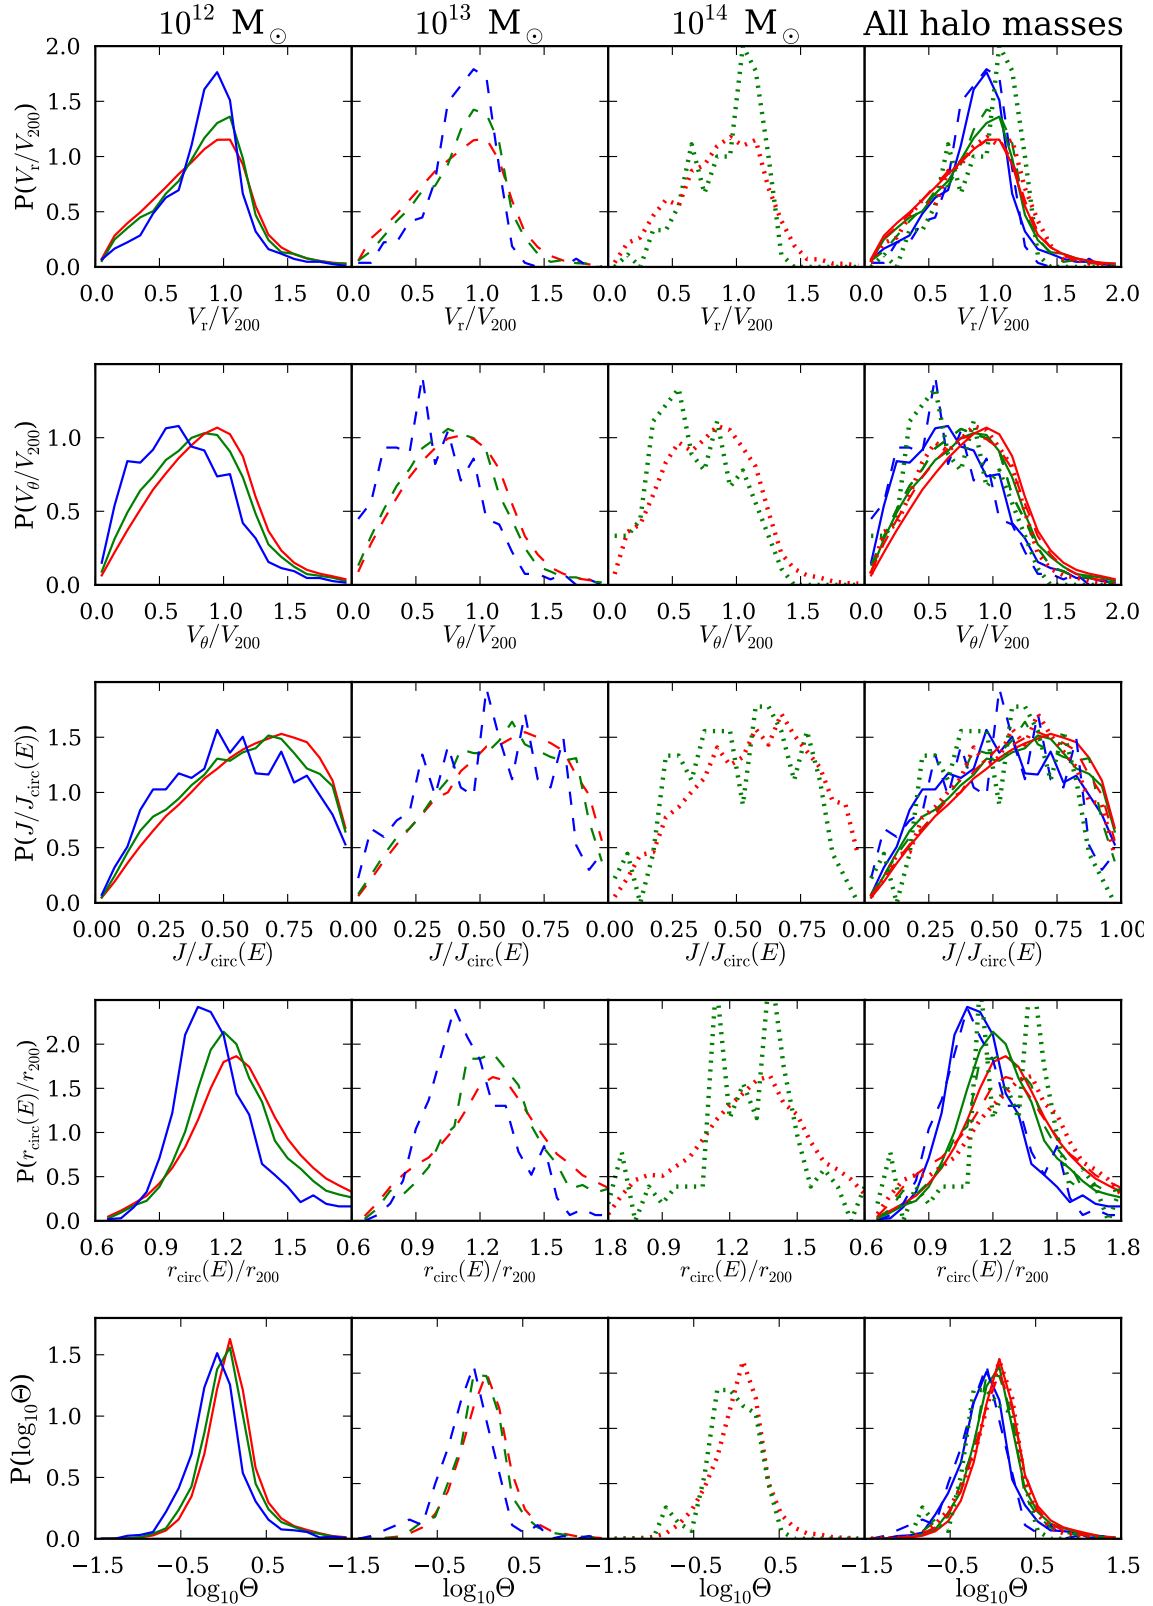 10¹² M⊙ 10¹³ M⊙ 10¹⁴ M⊙ All halo masses
P(V_r/V_200)
2.0
1.5
1.0
0.5
0.0
0.0 0.5 1.0 1.5 0.0 0.5 1.0 1.5 0.0 0.5 1.0 1.5 0.0 0.5 1.0 1.5 2.0
V_r/V_200 V_r/V_200 V_r/V_200 V_r/V_200
P(V_θ/V_200)
1.0
0.5
0.0
0.0 0.5 1.0 1.5 0.0 0.5 1.0 1.5 0.0 0.5 1.0 1.5 0.0 0.5 1.0 1.5 2.0
V_θ/V_200 V_θ/V_200 V_θ/V_200 V_θ/V_200
P(J/J_circ(E))
1.5
1.0
0.5
0.0
0.00 0.25 0.50 0.75 0.00 0.25 0.50 0.75 0.00 0.25 0.50 0.75 0.00 0.25 0.50 0.75 1.00
J/J_circ(E) J/J_circ(E) J/J_circ(E) J/J_circ(E)
P(r_circ(E)/r_200)
2.0
1.5
1.0
0.5
0.0
0.6 0.9 1.2 1.5 0.6 0.9 1.2 1.5 1.8 0.9 1.2 1.5 0.6 0.9 1.2 1.5 1.8
r_circ(E)/r_200 r_circ(E)/r_200 r_circ(E)/r_200 r_circ(E)/r_200
P(log₁₀Θ)
1.5
1.0
0.5
0.0
−1.5 −0.5 0.5 −1.5 −0.5 0.5 −1.5 −0.5 0.5 −1.5 −0.5 0.5 1.5
log₁₀Θ log₁₀Θ log₁₀Θ log₁₀Θ